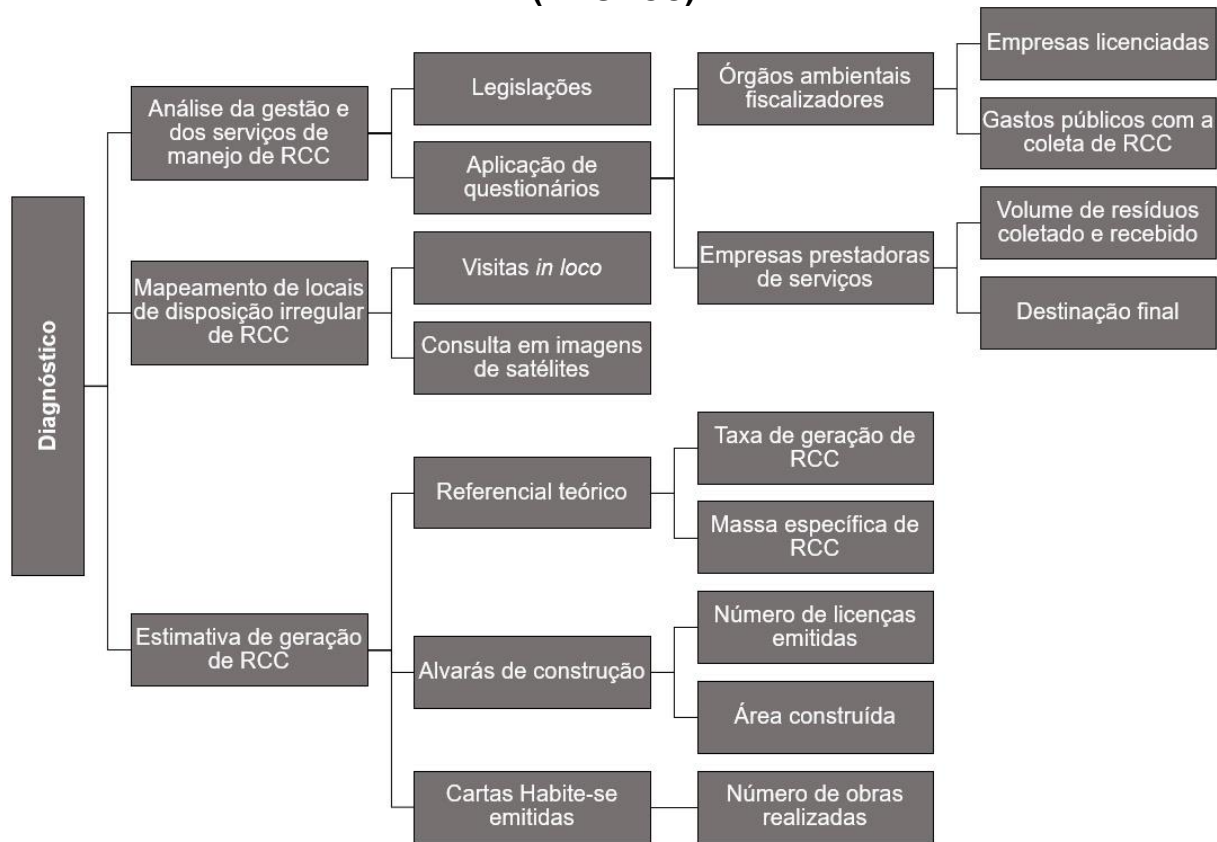 Diagnóstico
Análise da gestão e
dos serviços de
manejo de RCC
Legislações
Aplicação de
questionários
Órgãos ambientais
fiscalizadores
Empresas licenciadas
Gastos públicos com a
coleta de RCC
Empresas prestadoras
de serviços
Volume de resíduos
coletado e recebido
Destinação final
Mapeamento de locais
de disposição irregular
de RCC
Visitas in loco
Consulta em imagens
de satélites
Estimativa de geração
de RCC
Referencial teórico
Taxa de geração de
RCC
Massa específica de
RCC
Alvarás de construção
Número de licenças
emitidas
Área construída
Cartas Habite-se
emitidas
Número de obras
realizadas